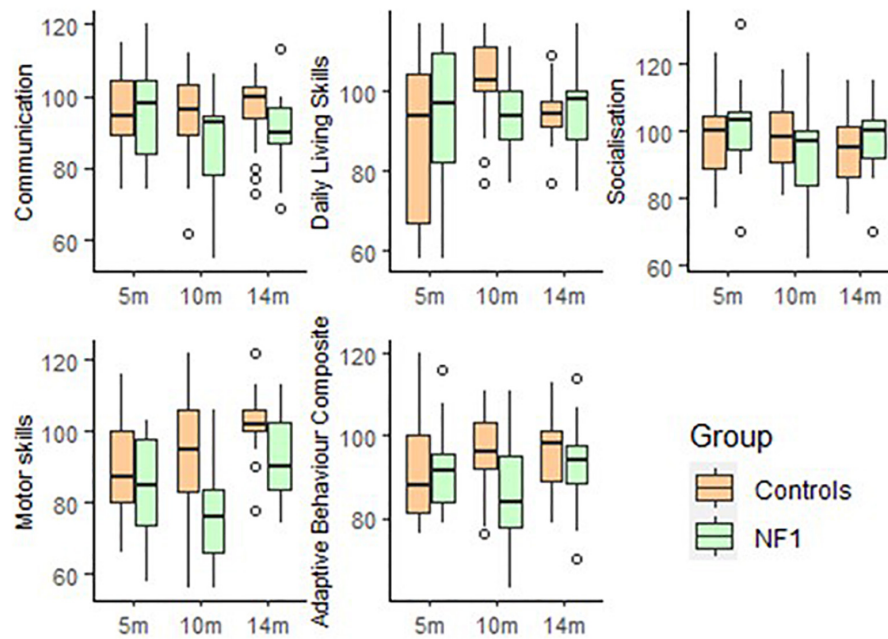 Communication
120
100
80
60
5m 10m 14m
Daily Living Skills
100
80
60
5m 10m 14m
Socialisation
120
100
80
60
5m 10m 14m
Motor skills
120
100
80
60
5m 10m 14m
Adaptive Behaviour Composite
120
100
80
5m 10m 14m
Group
Controls
NF1